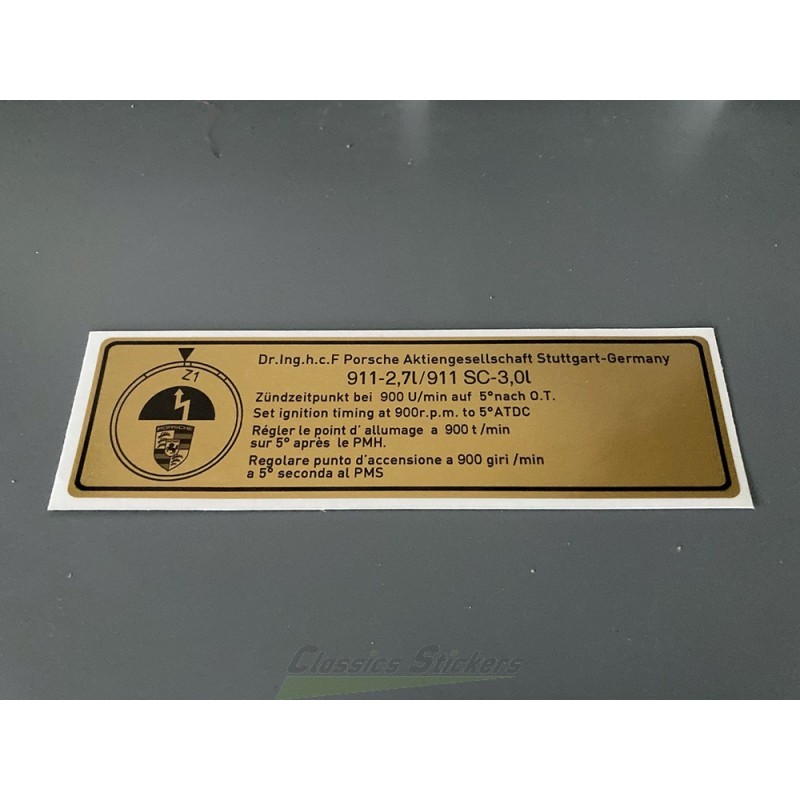 Dr.Ing.h.c.F Porsche Aktiengesellschaft Stuttgart-Germany
911-2,7l/911 SC-3,0l
Zündzeitpunkt bei 900 U/min auf 5°nach O.T.
Set ignition timing at 900r.p.m. to 5°ATDC
Régler le point d'allumage a 900 t/min
sur 5° après le PMH.
Regolare punto d'accensione a 900 giri/min
a 5° seconda al PMS
Z1
PORSCHE
Classics Stickers